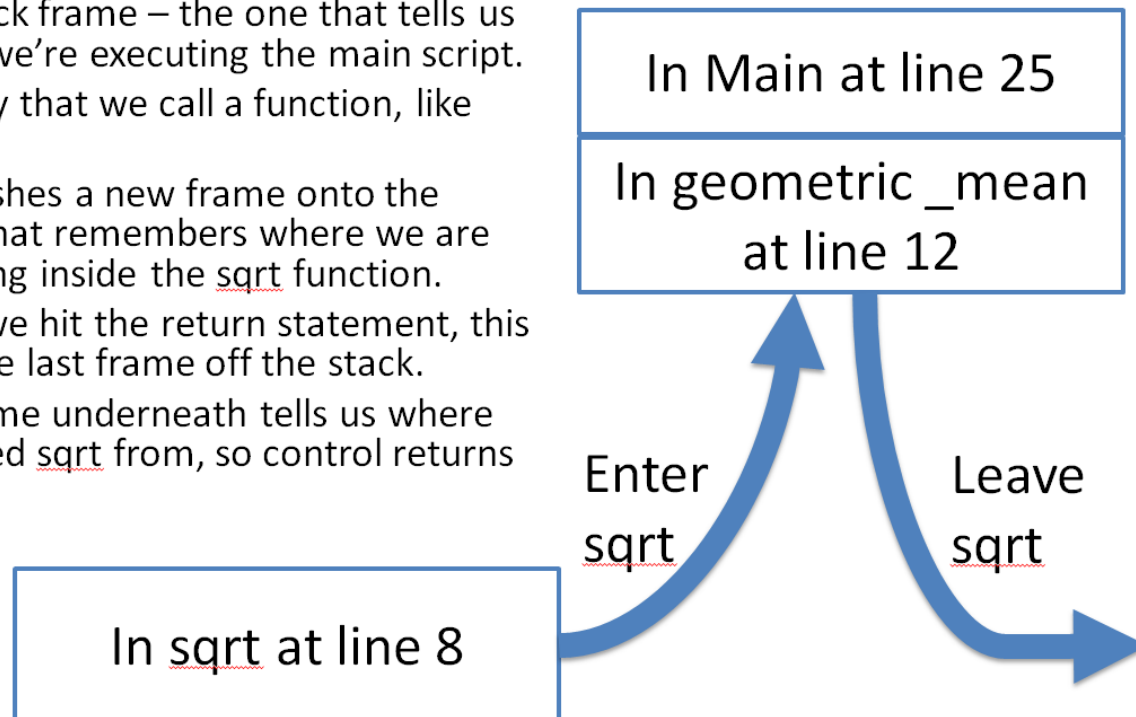 ck frame – the one that tells us
we're executing the main script.
y that we call a function, like
shes a new frame onto the
hat remembers where we are
ng inside the sqrt function.
we hit the return statement, this
e last frame off the stack.
me underneath tells us where
ed sqrt from, so control returns
In Main at line 25
In geometric _mean
at line 12
Enter
sqrt
Leave
sqrt
In sqrt at line 8